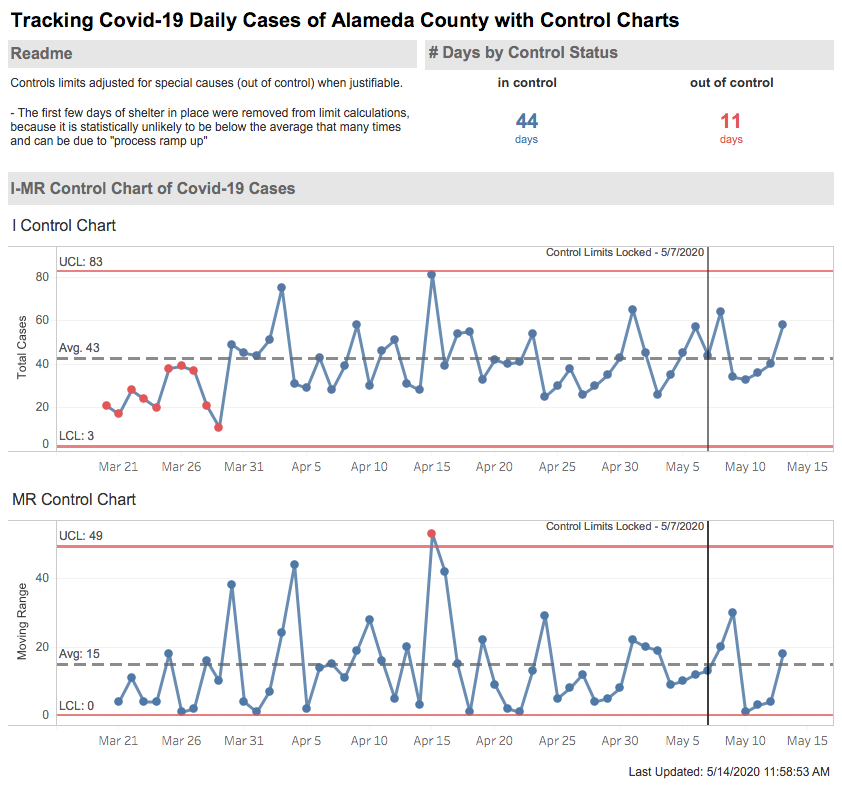 Tracking Covid-19 Daily Cases of Alameda County with Control Charts
Readme
Controls limits adjusted for special causes (out of control) when justifiable.
- The first few days of shelter in place were removed from limit calculations,
because it is statistically unlikely to be below the average that many times
and can be due to "process ramp up"
# Days by Control Status
in control
out of control
44
11
days
days
I-MR Control Chart of Covid-19 Cases
I Control Chart
Control Limits Locked - 5/7/2020
UCL: 83
80
60
Avg. 43
40
20
LCL: 3
0
Total Cases
Mar 21
Mar 26
Mar 31
Apr 5
Apr 10
Apr 15
Apr 20
Apr 25
Apr 30
May 5
May 10
May 15
MR Control Chart
Control Limits Locked - 5/7/2020
UCL: 49
40
20
Avg: 15
LCL: 0
0
Moving Range
Mar 21
Mar 26
Mar 31
Apr 5
Apr 10
Apr 15
Apr 20
Apr 25
Apr 30
May 5
May 10
May 15
Last Updated: 5/14/2020 11:58:53 AM